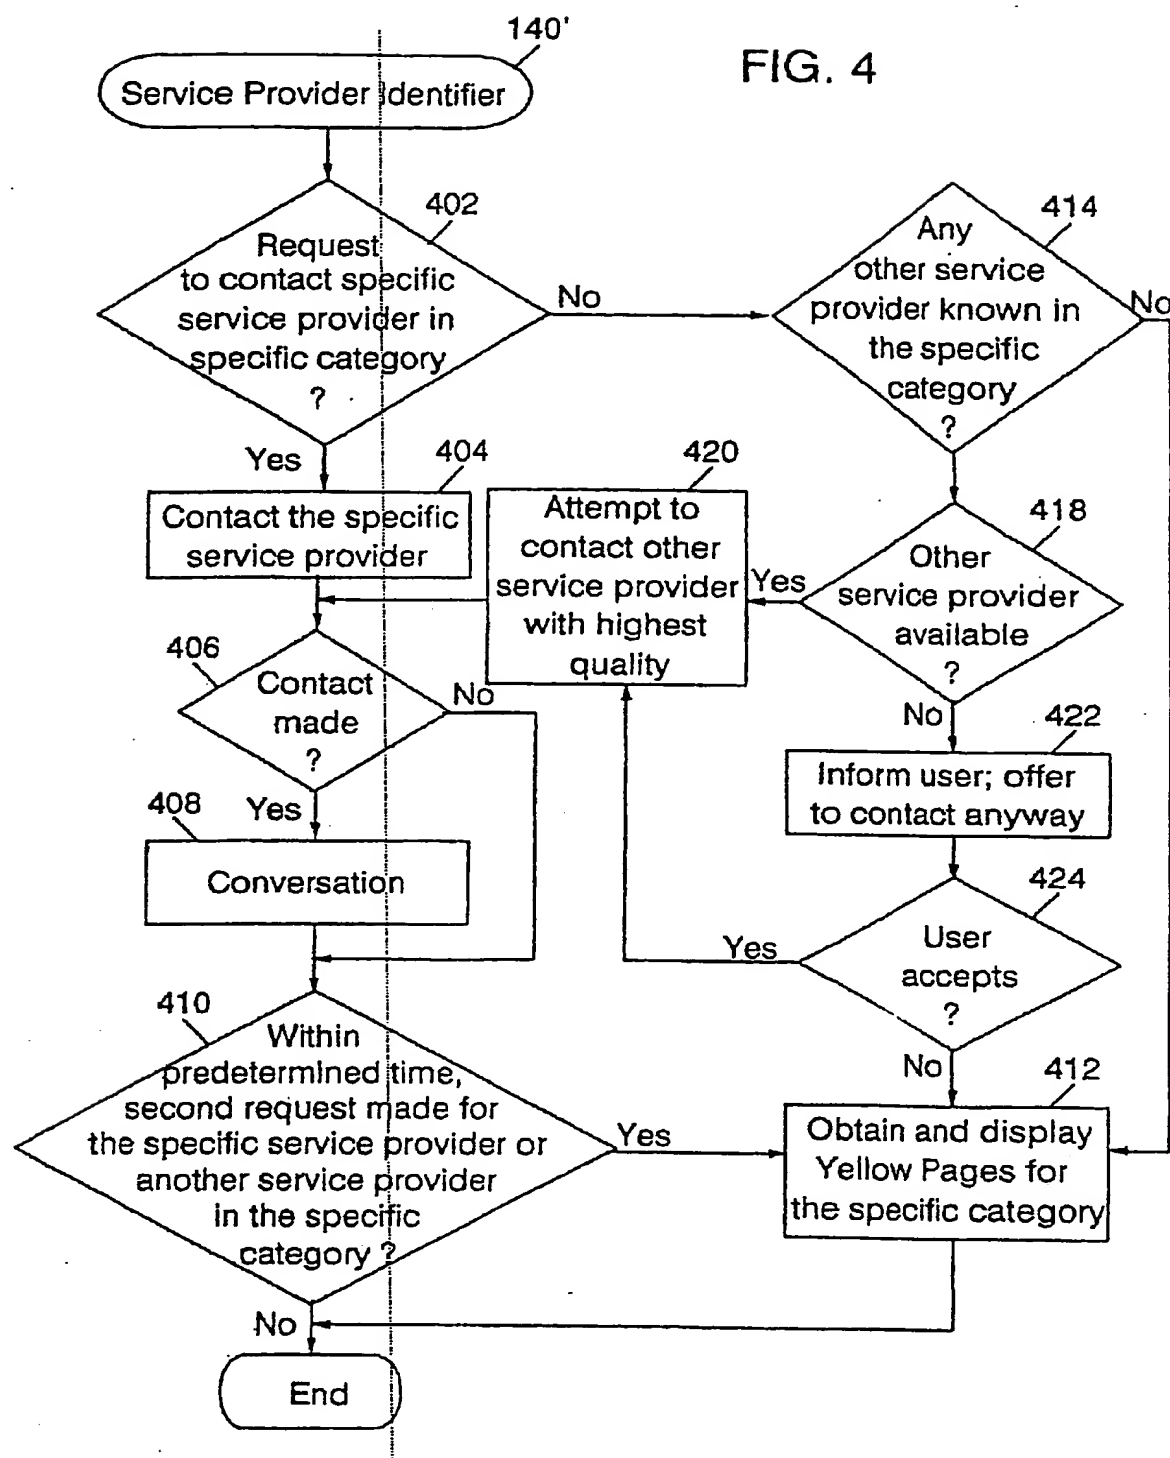 140'
FIG. 4
Service Provider Identifier
402
Request
to contact specific
service provider in
specific category
?
No
Yes
414
Any
other service
provider known in
the specific
category
?
No
404
Contact the specific
service provider
420
Attempt to
contact other
service provider
with highest
quality
418
Other
service provider
available
?
Yes
No
406
Contact
made
?
No
Yes
422
Inform user; offer
to contact anyway
408
Conversation
424
User
accepts
?
Yes
No
410
Within
predetermined time,
second request made for
the specific service provider or
another service provider
in the specific
category ?
Yes
No
412
Obtain and display
Yellow Pages for
the specific category
End